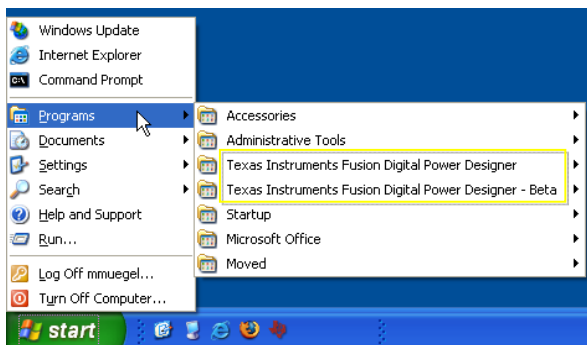 Windows Update
Internet Explorer
Command Prompt
Programs
Documents
Settings
Search
Help and Support
Run...
Log Off mmuegel...
Turn Off Computer...
Accessories
Administrative Tools
Texas Instruments Fusion Digital Power Designer
Texas Instruments Fusion Digital Power Designer - Beta
Startup
Microsoft Office
Moved
start